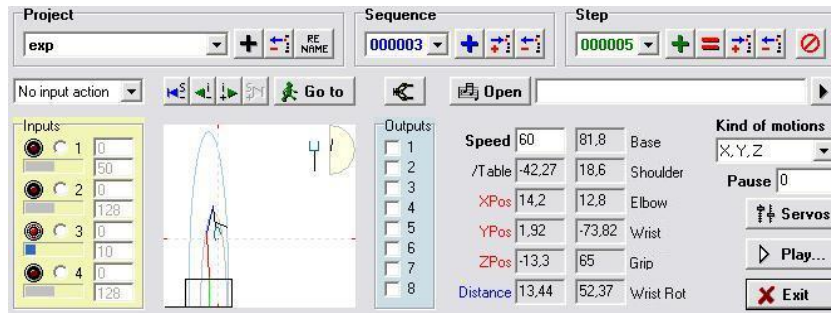 Project Sequence Step
exp RE NAME 000003 000005
No input action S i i Go to Open
Inputs Outputs Kind of motions
1 0 1 Speed 60 81,8 Base X,Y,Z
50 2 /Table -42,27 18,6 Shoulder Pause 0
2 0 3 XPos 14,2 12,8 Elbow
128 4 Servos
3 0 5 YPos 1,92 -73,82 Wrist
10 6 ZPos -13,3 65 Grip Play...
4 0 7
128 8 Distance 13,44 52,37 Wrist Rot Exit